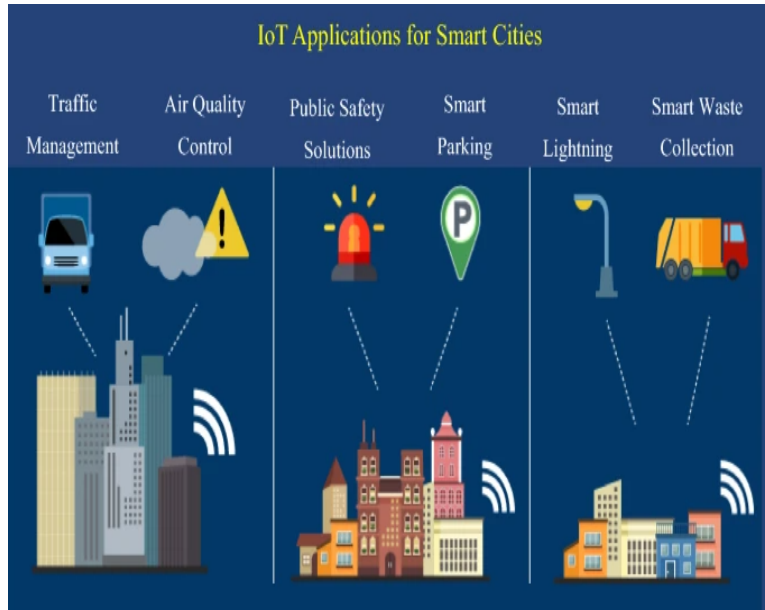 IoT Applications for Smart Cities
Traffic
Management
Air Quality
Control
Public Safety
Solutions
Smart
Parking
Smart
Lightning
Smart Waste
Collection
P